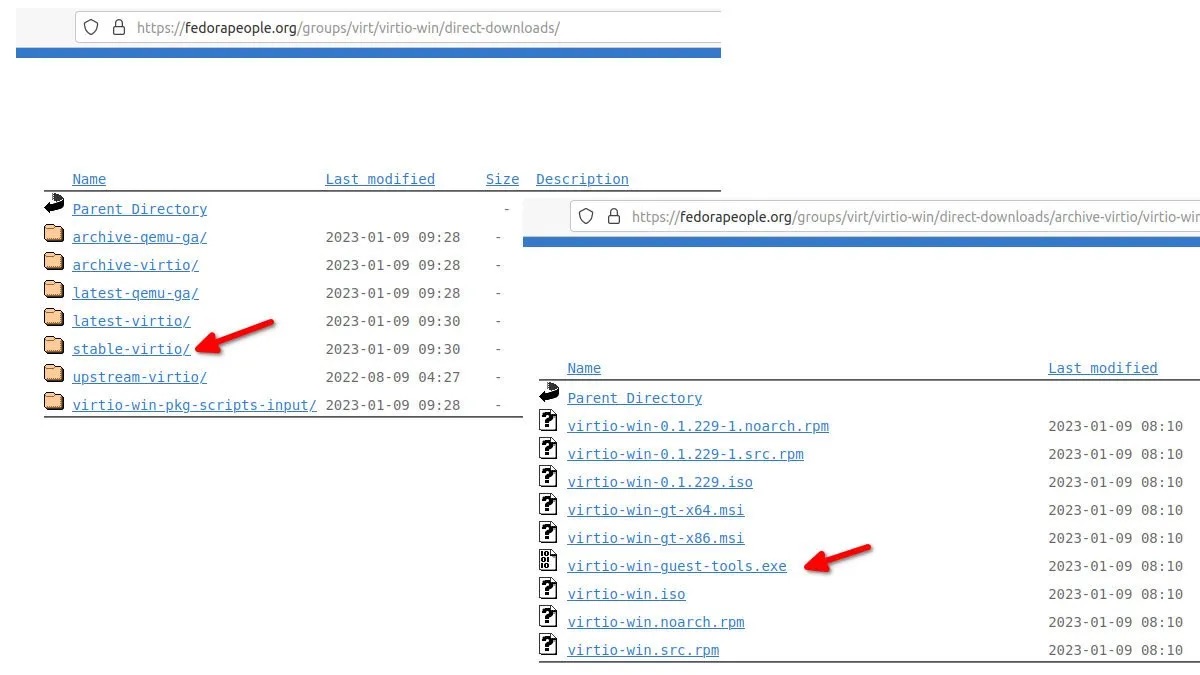 https://fedorapeople.org/groups/virt/virtio-win/direct-downloads/
Name Last modified Size Description
Parent Directory -
archive-qemu-ga/ 2023-01-09 09:28 -
archive-virtio/ 2023-01-09 09:28 -
latest-qemu-ga/ 2023-01-09 09:28 -
latest-virtio/ 2023-01-09 09:30 -
stable-virtio/ 2023-01-09 09:30 -
upstream-virtio/ 2022-08-09 04:27 -
virtio-win-pkg-scripts-input/ 2023-01-09 09:28 -
https://fedorapeople.org/groups/virt/virtio-win/direct-downloads/archive-virtio/virtio-win
Name Last modified
Parent Directory
virtio-win-0.1.229-1.noarch.rpm 2023-01-09 08:10
virtio-win-0.1.229-1.src.rpm 2023-01-09 08:10
virtio-win-0.1.229.iso 2023-01-09 08:10
virtio-win-gt-x64.msi 2023-01-09 08:10
virtio-win-gt-x86.msi 2023-01-09 08:10
virtio-win-guest-tools.exe 2023-01-09 08:10
virtio-win.iso 2023-01-09 08:10
virtio-win.noarch.rpm 2023-01-09 08:10
virtio-win.src.rpm 2023-01-09 08:10